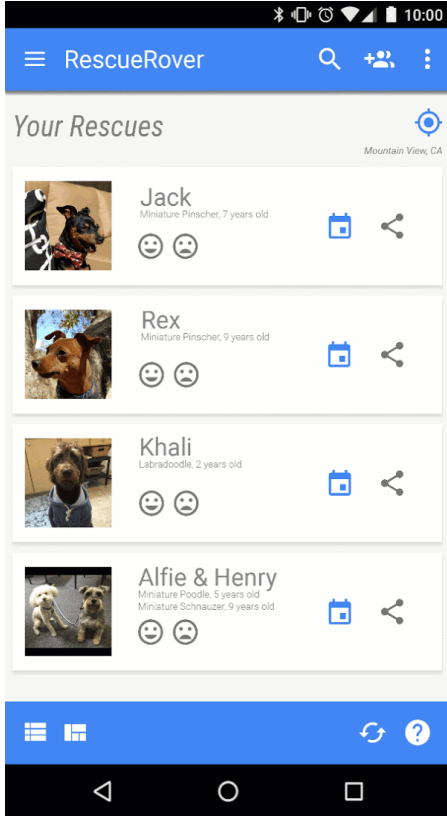 10:00
RescueRover
Your Rescues
Mountain View, CA
Jack
Miniature Pinscher, 7 years old
Rex
Miniature Pinscher, 9 years old
Khali
Labradoodle, 2 years old
Alfie & Henry
Miniature Poodle, 5 years old
Miniature Schnauzer, 9 years old